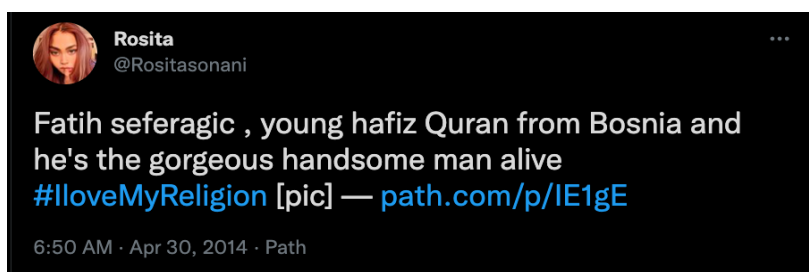 Rosita
@Rositasonani
Fatih seferagic , young hafiz Quran from Bosnia and
he's the gorgeous handsome man alive
#IloveMyReligion [pic] — path.com/p/IE1gE
6:50 AM · Apr 30, 2014 · Path